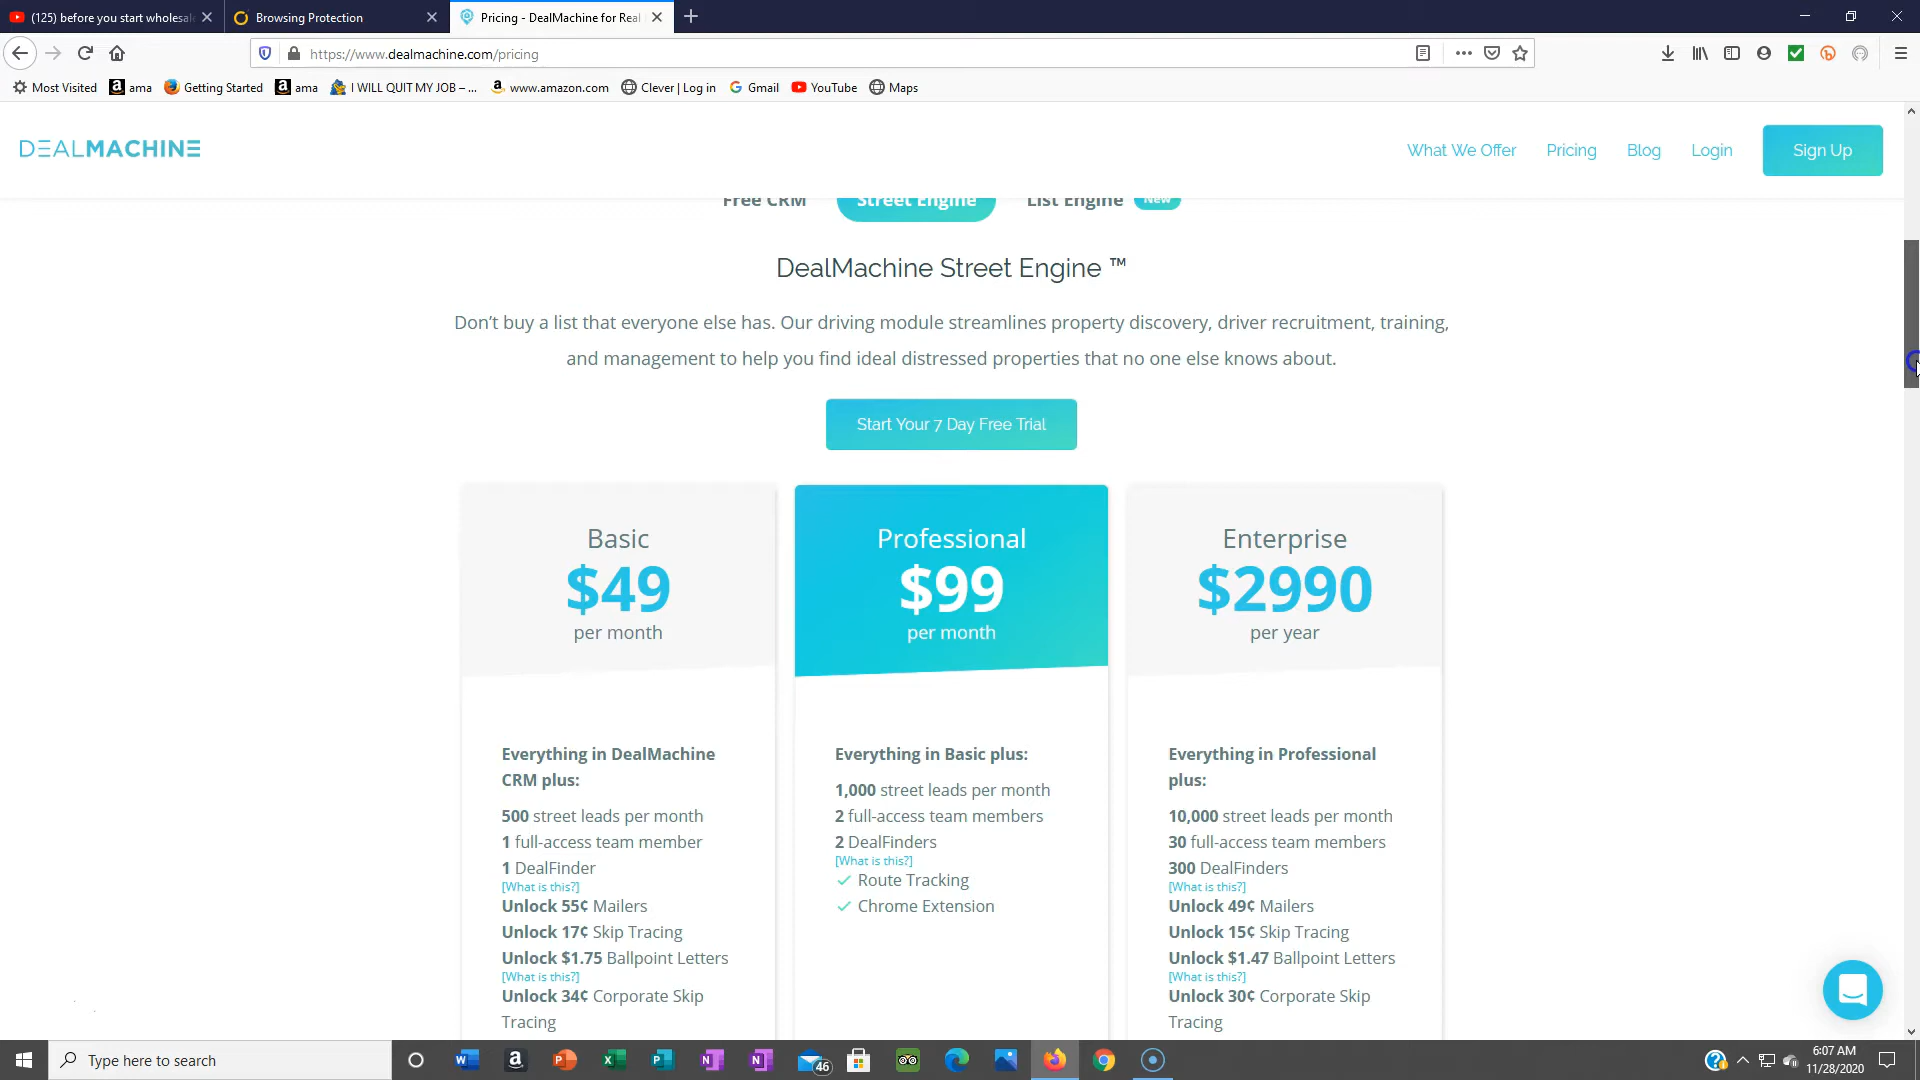 (125) before you start wholesal
Browsing Protection
Pricing - DealMachine for Real
https://www.dealmachine.com/pricing
Most Visited
ama
Getting Started
ama
I WILL QUIT MY JOB – ...
www.amazon.com
Clever | Log in
Gmail
YouTube
Maps
DEALMACHINE
What We Offer
Pricing
Blog
Login
Sign Up
Free CRM
Street Engine
List Engine
New
DealMachine Street Engine ™
Don’t buy a list that everyone else has. Our driving module streamlines property discovery, driver recruitment, training,
and management to help you find ideal distressed properties that no one else knows about.
Start Your 7 Day Free Trial
Basic
$49
per month
Everything in DealMachine
CRM plus:
500 street leads per month
1 full-access team member
1 DealFinder
[What is this?]
Unlock 55¢ Mailers
Unlock 17¢ Skip Tracing
Unlock $1.75 Ballpoint Letters
[What is this?]
Unlock 34¢ Corporate Skip
Tracing
Professional
$99
per month
Everything in Basic plus:
1,000 street leads per month
2 full-access team members
2 DealFinders
[What is this?]
Route Tracking
Chrome Extension
Enterprise
$2990
per year
Everything in Professional
plus:
10,000 street leads per month
30 full-access team members
300 DealFinders
[What is this?]
Unlock 49¢ Mailers
Unlock 15¢ Skip Tracing
Unlock $1.47 Ballpoint Letters
[What is this?]
Unlock 30¢ Corporate Skip
Tracing
Type here to search
46
6:07 AM
11/28/2020